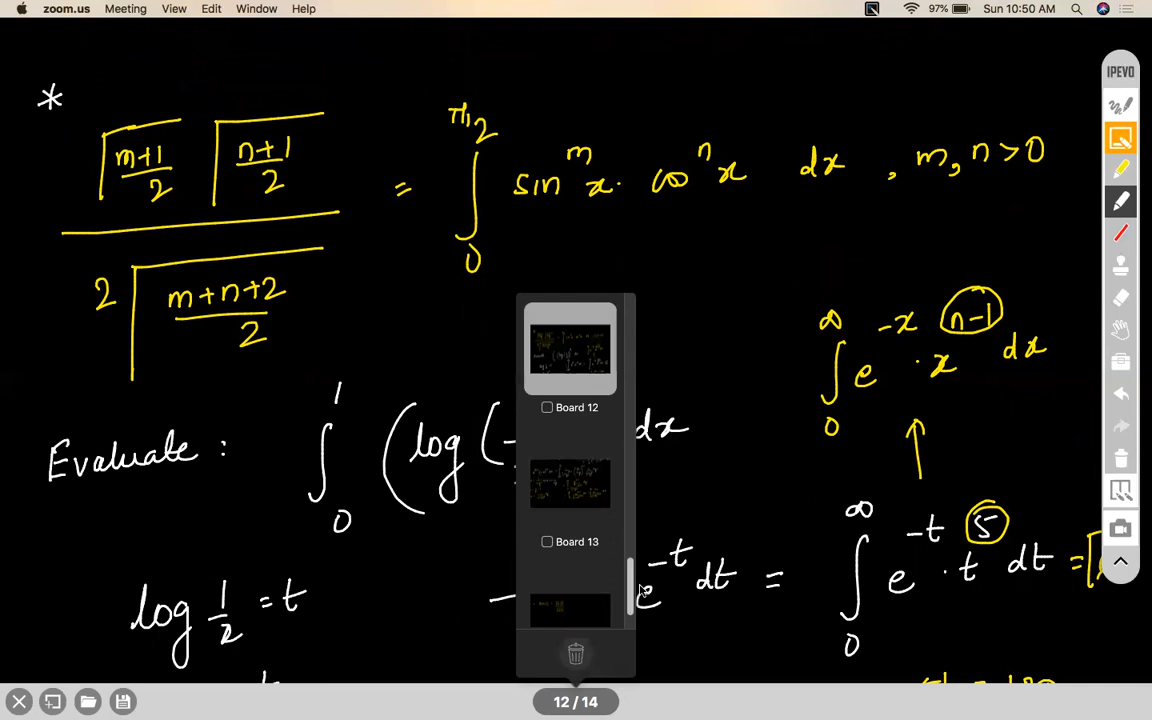 zoom.us Meeting View Edit Window Help 97% Sun 10:50 AM
IPEVO
*
Γ(m+1/2) Γ(n+1/2) / 2 Γ(m+n+2/2) = ∫₀^π/2 sin^m x · cos^n x dx , m, n > 0
∫₀^∞ e^-x · x^n-1 dx
Evaluate : ∫₀^1 (log ( dx
Board 12
Board 13
log 1/x = t
e^-t dt = ∫₀^∞ e^-t · t^5 dt =
12 / 14